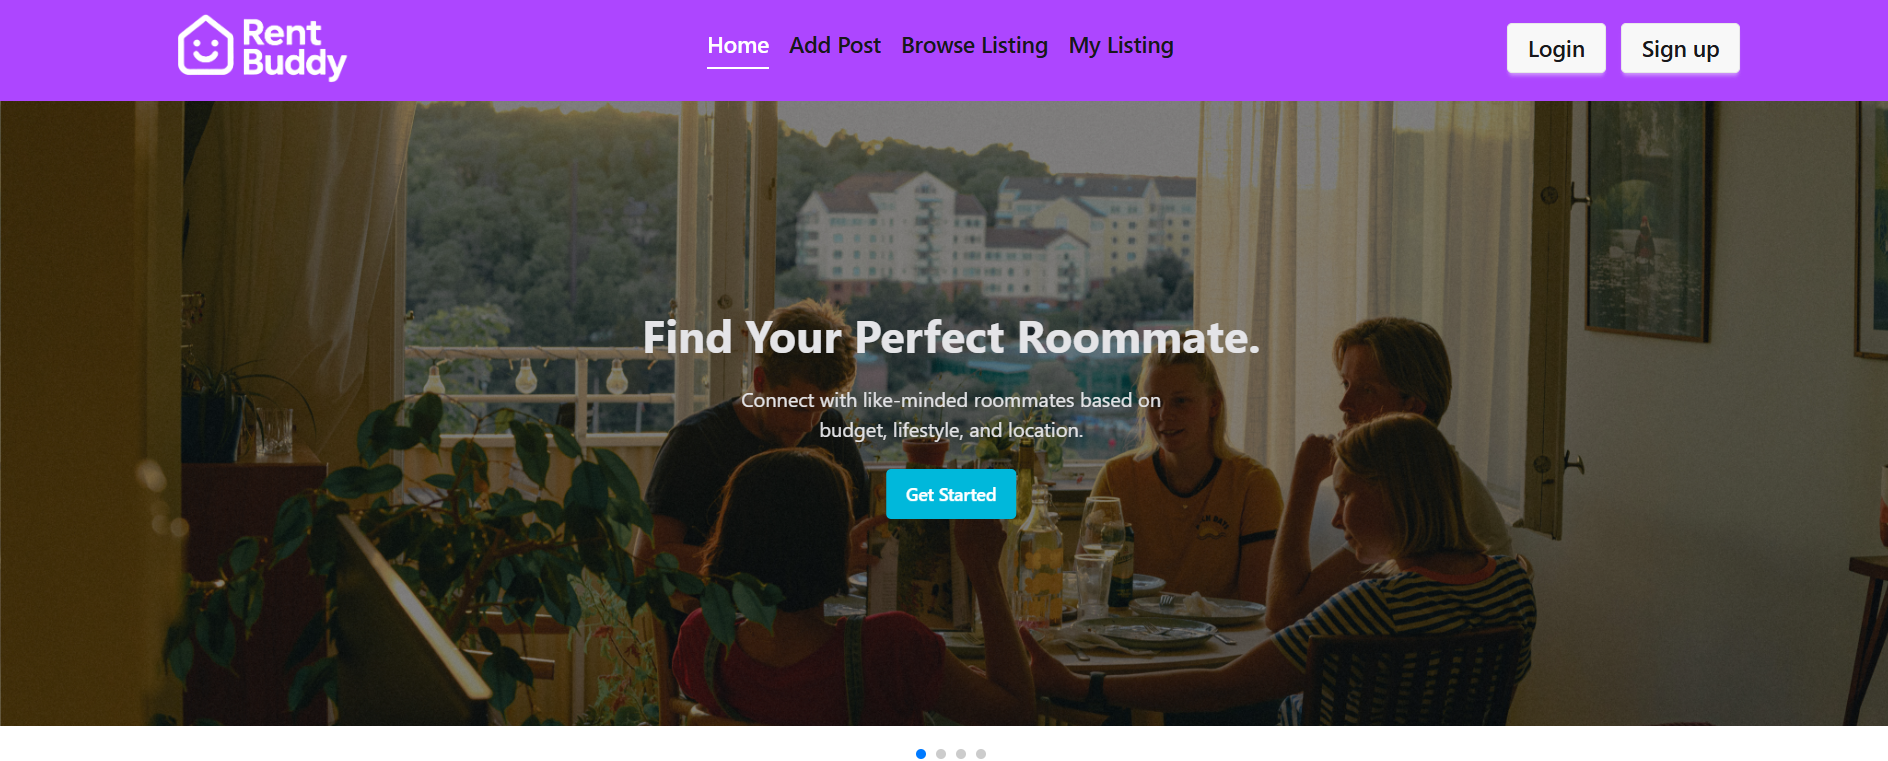 Rent
Buddy
Home
Add Post
Browse Listing
My Listing
Login
Sign up
Find Your Perfect Roommate.
Connect with like-minded roommates based on
budget, lifestyle, and location.
Get Started